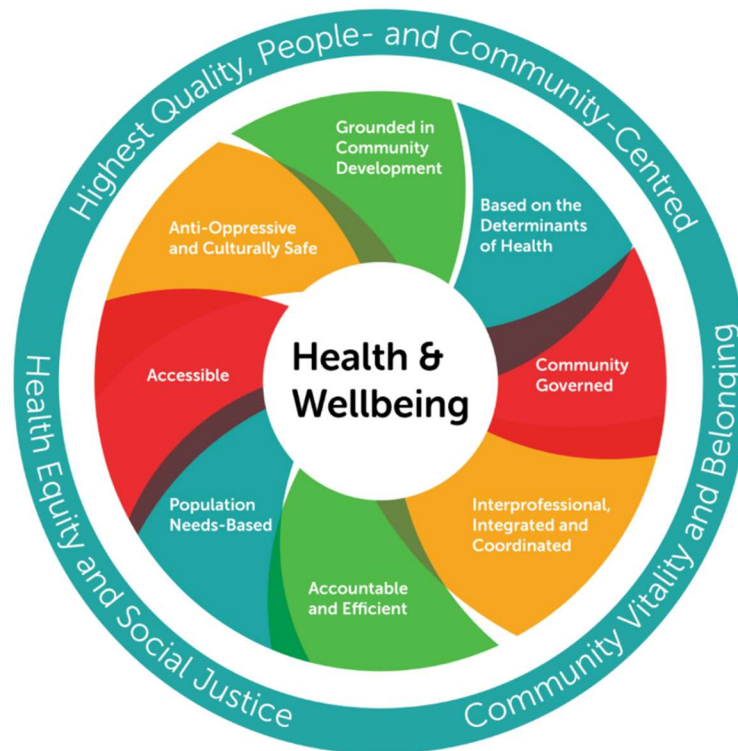 Highest Quality, People- and Community-Centred
Grounded in
Community
Development
Based on the
Determinants
of Health
Anti-Oppressive
and Culturally Safe
Health &
Wellbeing
Accessible
Community
Governed
Population
Needs-Based
Interprofessional,
Integrated and
Coordinated
Accountable
and Efficient
Health Equity and Social Justice
Community Vitality and Belonging